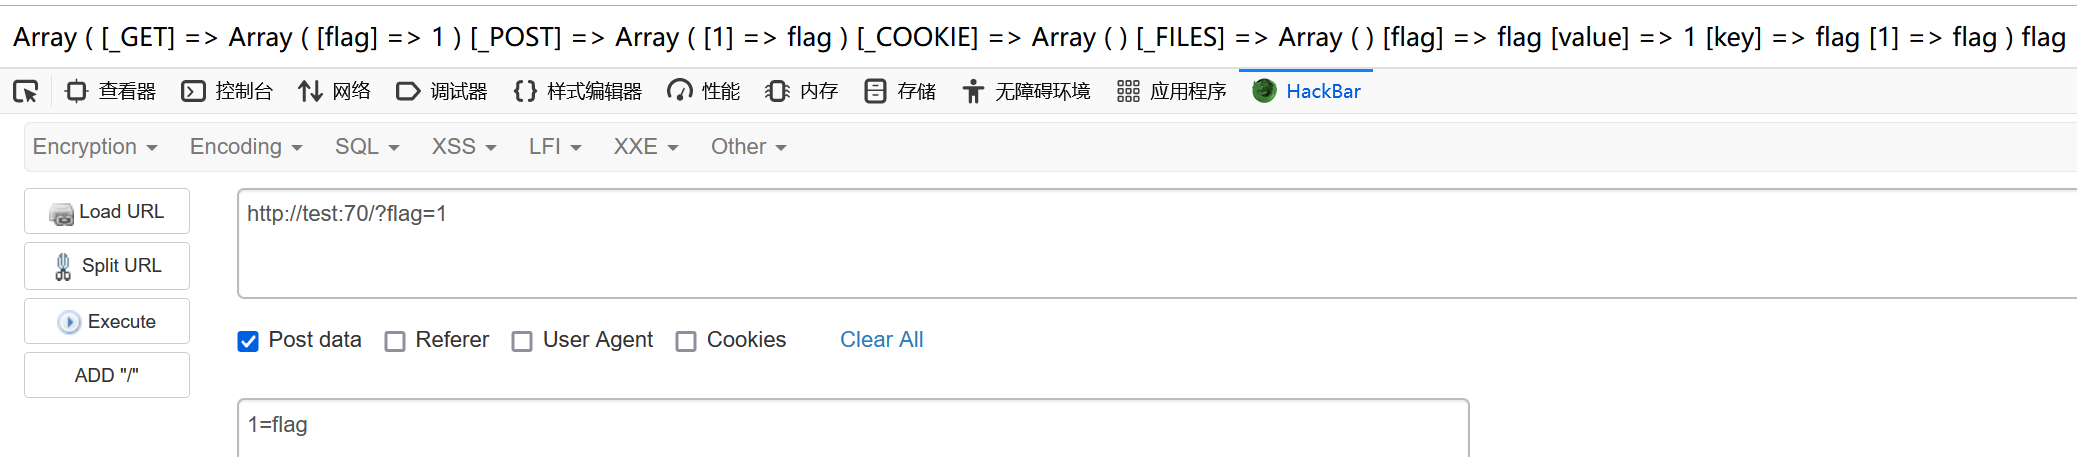 Array ( [_GET] => Array ( [flag] => 1 ) [_POST] => Array ( [1] => flag ) [_COOKIE] => Array ( ) [_FILES] => Array ( ) [flag] => flag [value] => 1 [key] => flag [1] => flag ) flag
查看器 控制台 网络 调试器 样式编辑器 性能 内存 存储 无障碍环境 应用程序 HackBar
Encryption Encoding SQL XSS LFI XXE Other
Load URL
http://test:70/?flag=1
Split URL
Execute
Post data Referer User Agent Cookies Clear All
ADD "/"
1=flag